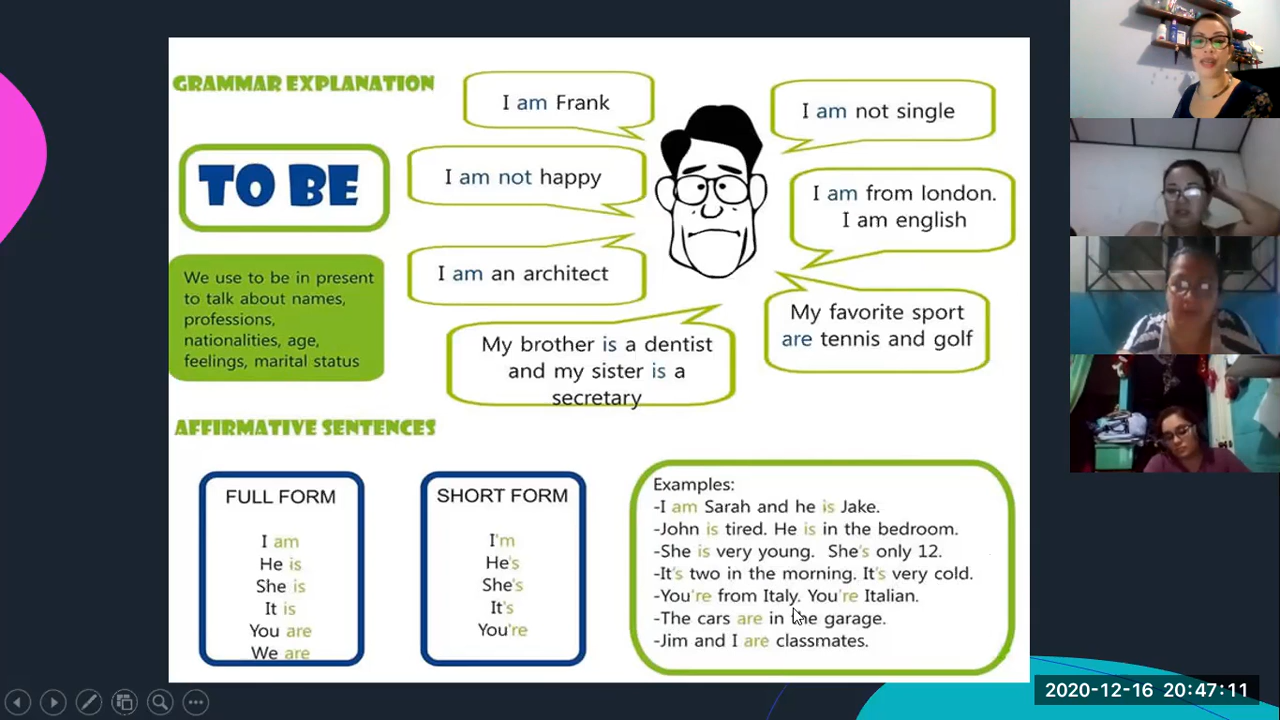 GRAMMAR EXPLANATION
TO BE
We use to be in present
to talk about names,
professions,
nationalities, age,
feelings, marital status
I am Frank
I am not happy
I am an architect
My brother is a dentist
and my sister is a
secretary
I am not single
I am from london.
I am english
My favorite sport
are tennis and golf
AFFIRMATIVE SENTENCES
FULL FORM
I am
He is
She is
It is
You are
We are
SHORT FORM
I'm
He's
She's
It's
You're
Examples:
-I am Sarah and he is Jake.
-John is tired. He is in the bedroom.
-She is very young. She's only 12.
-It's two in the morning. It's very cold.
-You're from Italy. You're Italian.
-The cars are in the garage.
-Jim and I are classmates.
2020-12-16 20:47:11